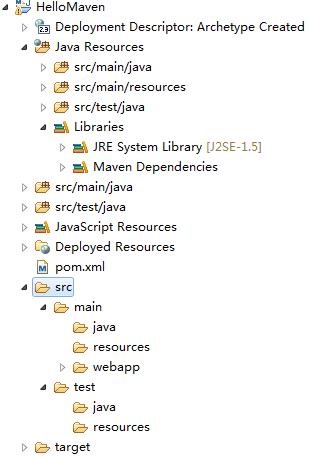 HelloMaven
Deployment Descriptor: Archetype Created
Java Resources
src/main/java
src/main/resources
src/test/java
Libraries
JRE System Library [J2SE-1.5]
Maven Dependencies
src/main/java
src/test/java
JavaScript Resources
Deployed Resources
pom.xml
src
main
java
resources
webapp
test
java
resources
target